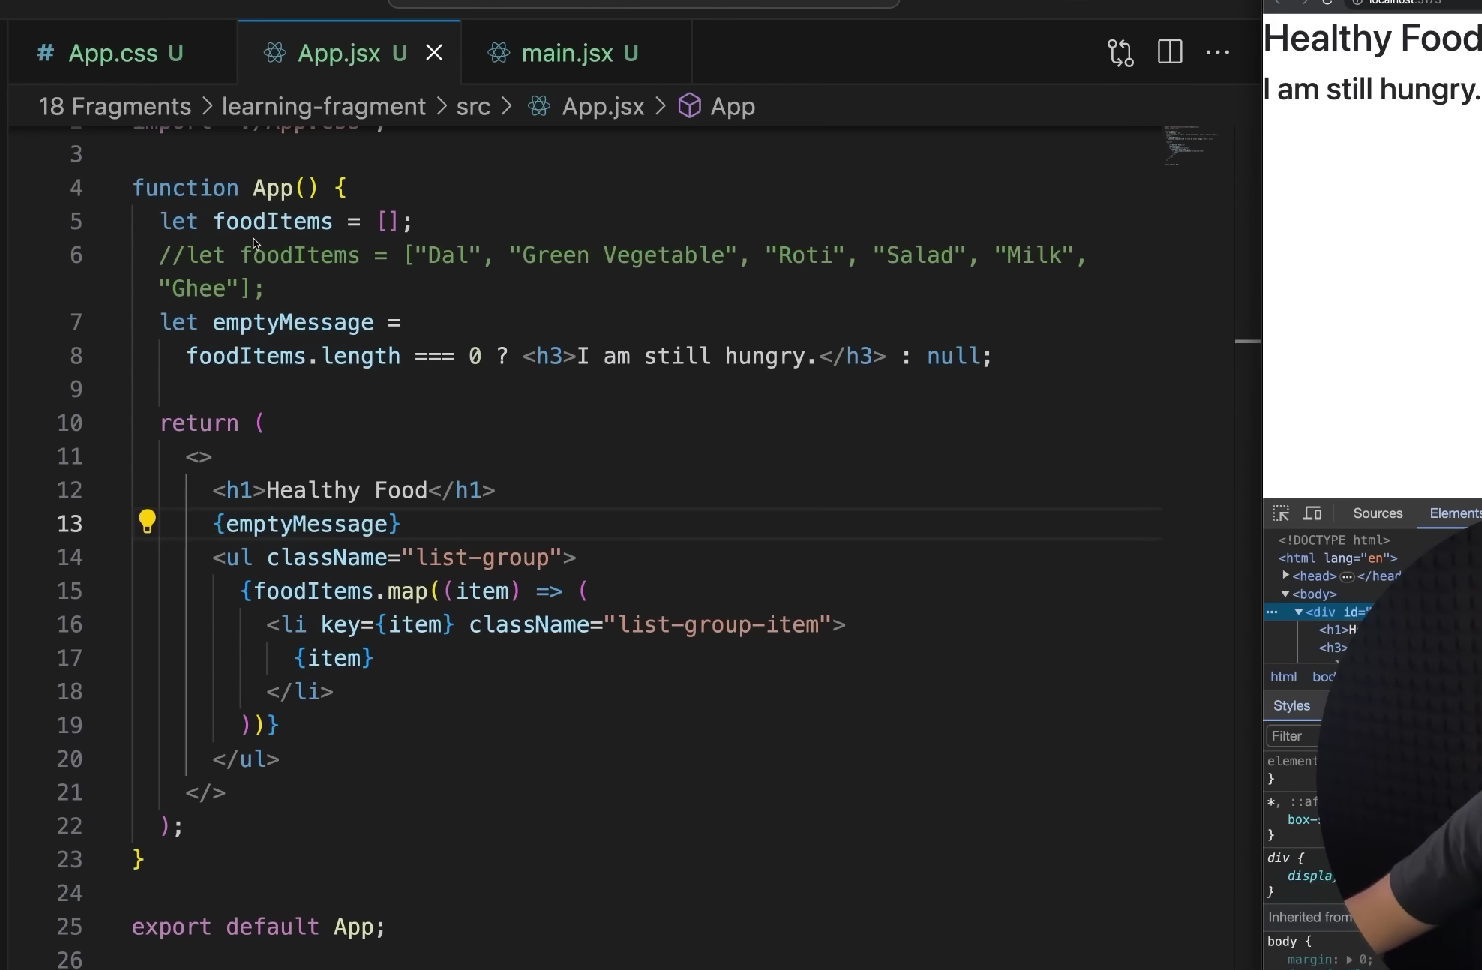 # App.css U
App.jsx U
main.jsx U
18 Fragments > learning-fragment > src > App.jsx > App
3
4 function App() {
5 let foodItems = [];
6 //let foodItems = ["Dal", "Green Vegetable", "Roti", "Salad", "Milk",
"Ghee"];
7 let emptyMessage =
8 foodItems.length === 0 ? <h3>I am still hungry.</h3> : null;
9
10 return (
11 <>
12 <h1>Healthy Food</h1>
13 {emptyMessage}
14 <ul className="list-group">
15 {foodItems.map((item) => (
16 <li key={item} className="list-group-item">
17 {item}
18 </li>
19 ))}
20 </ul>
21 </>
22 );
23 }
24
25 export default App;
26
Healthy Food
I am still hungry.
Sources Elements
<!DOCTYPE html>
<html lang="en">
<head> ... </head
<body>
... <div id="
<h1>H
<h3>
html
Styles
Filter
element
}
*, ::af
box-s
}
div {
display
}
Inherited from
body {
margin: 0;